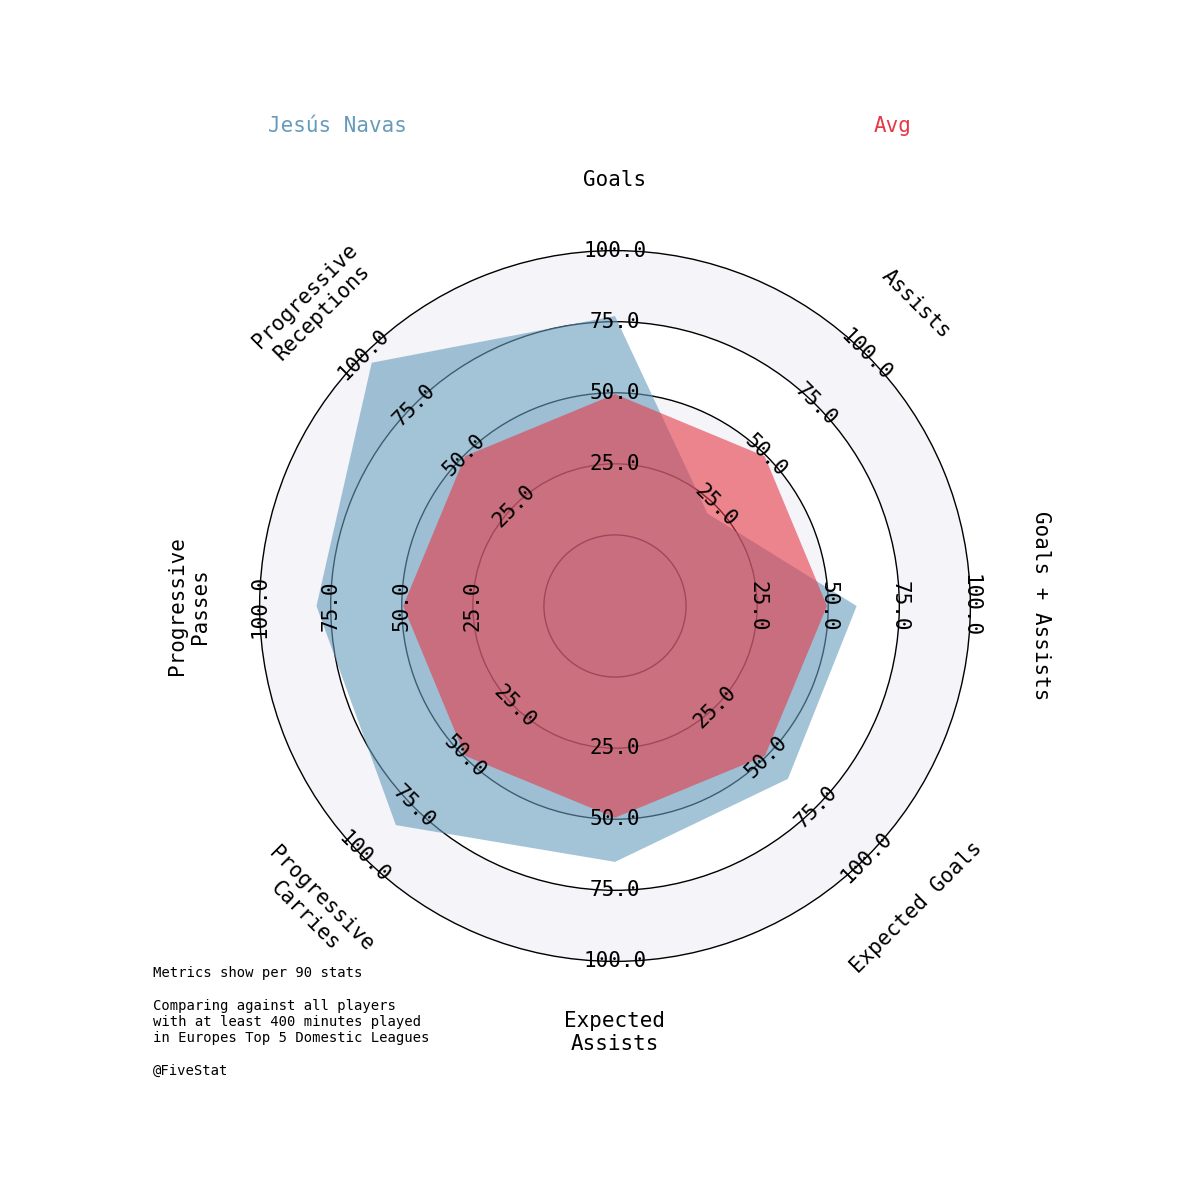 Jesús Navas
Avg
Goals
Assists
Goals + Assists
Expected Goals
Expected
Assists
Progressive
Carries
Progressive
Passes
Progressive
Receptions
25.0
50.0
75.0
100.0
25.0
50.0
75.0
100.0
25.0
50.0
75.0
100.0
25.0
50.0
75.0
100.0
25.0
50.0
75.0
100.0
25.0
50.0
75.0
100.0
25.0
50.0
75.0
100.0
25.0
50.0
75.0
100.0
Metrics show per 90 stats
Comparing against all players
with at least 400 minutes played
in Europes Top 5 Domestic Leagues
@FiveStat